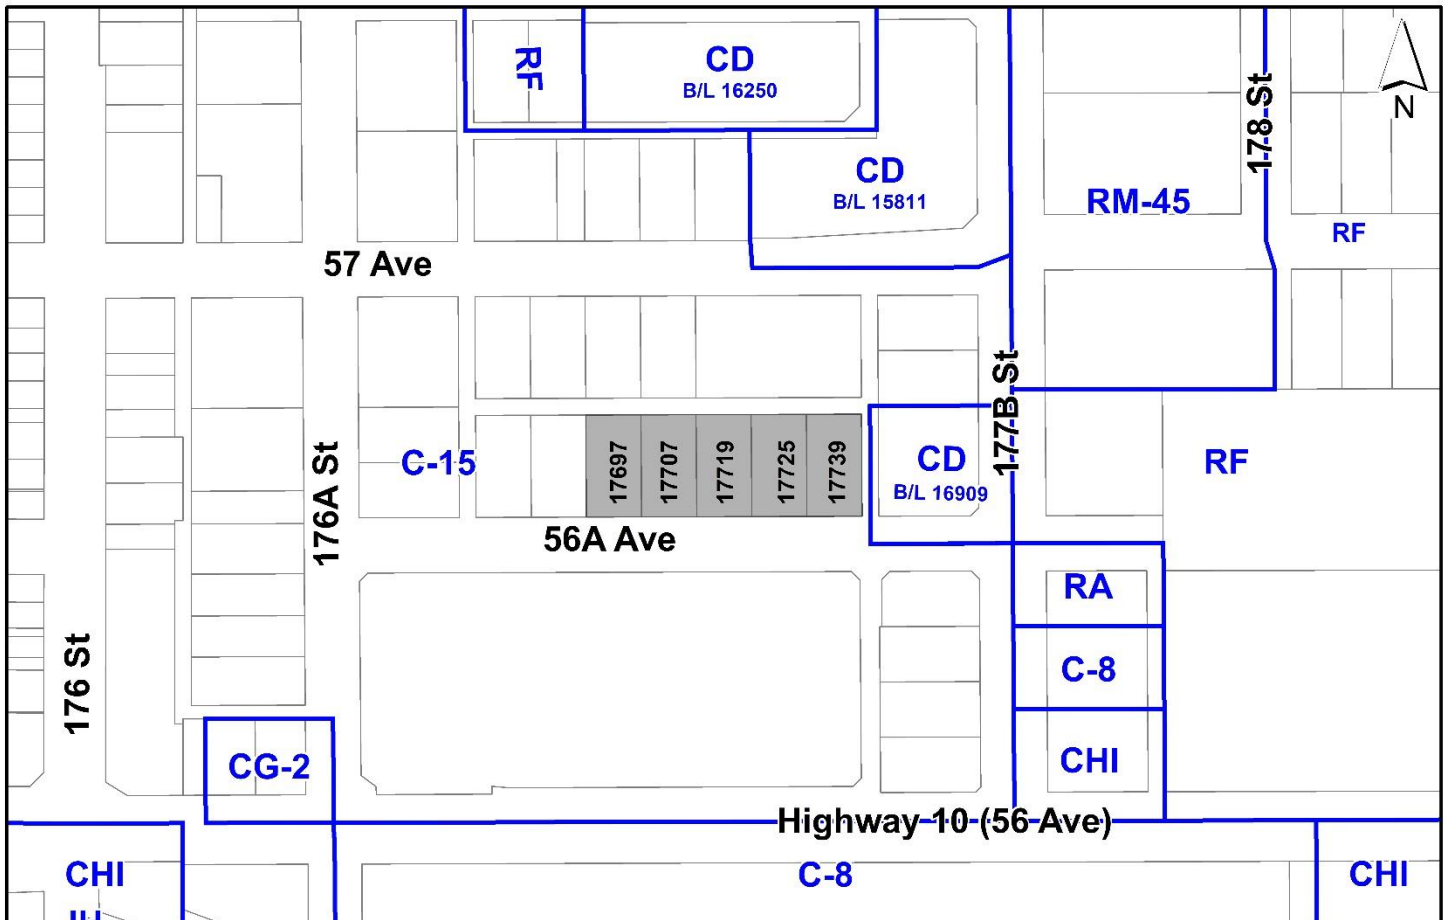 RF
CD
B/L 16250
N
178 St
CD
B/L 15811
RM-45
RF
57 Ave
177B St
C-15
17697
17707
17719
17725
17739
CD
B/L 16909
RF
176A St
56A Ave
RA
176 St
C-8
CG-2
CHI
Highway 10 (56 Ave)
CHI
C-8
CHI